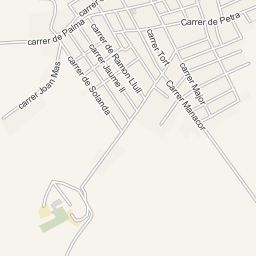 Carrer de Petra
carrer de Palma
carrer Tort
carrer de Ramon Llull
carrer Jaume II
carrer de Solanda
carrer Joan Mas
Carrer Major
Carrer Manacor